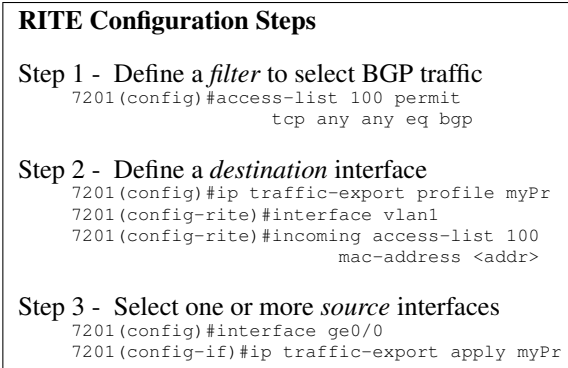 RITE Configuration Steps
Step 1 - Define a filter to select BGP traffic
7201(config)#access-list 100 permit
tcp any any eq bgp
Step 2 - Define a destination interface
7201(config)#ip traffic-export profile myPr
7201(config-rite)#interface vlan1
7201(config-rite)#incoming access-list 100
mac-address <addr>
Step 3 - Select one or more source interfaces
7201(config)#interface ge0/0
7201(config-if)#ip traffic-export apply myPr